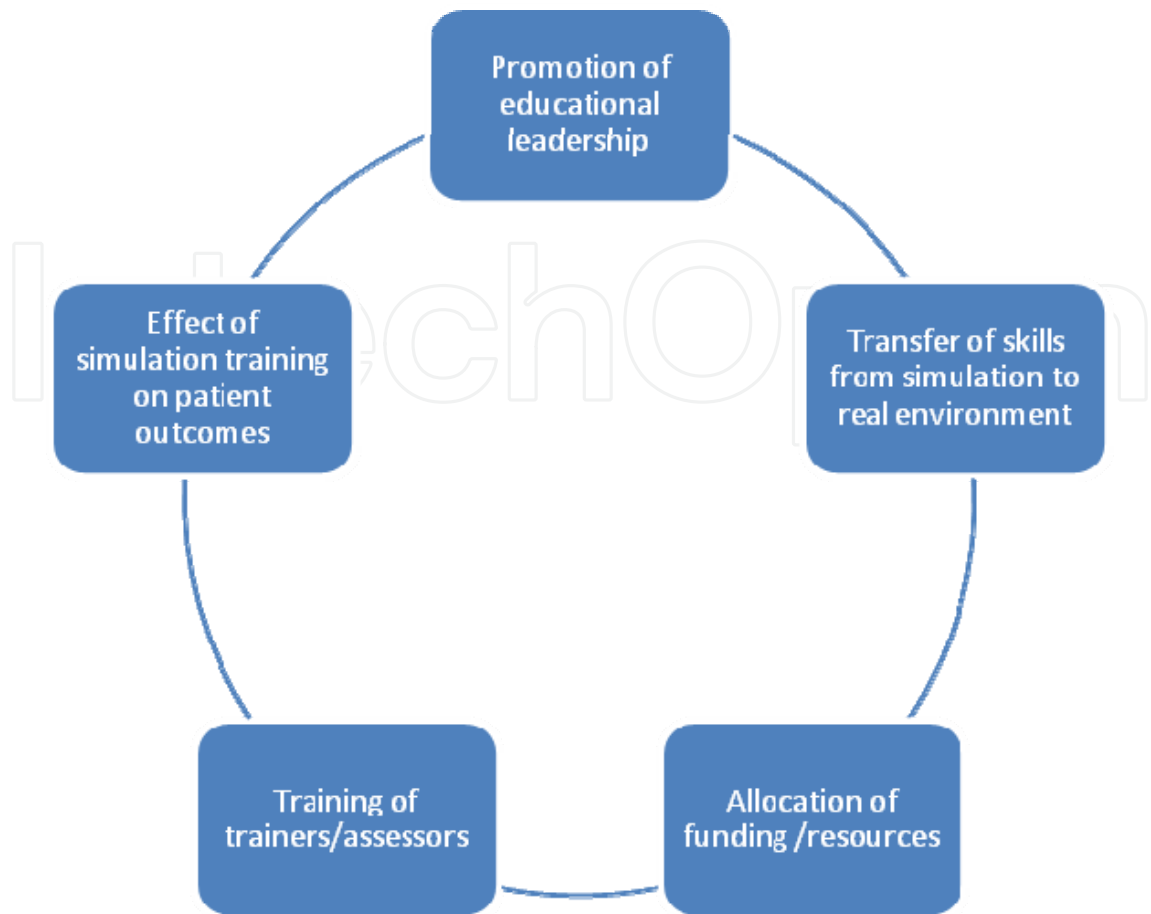 Promotion of
educational
leadership
Effect of
simulation training
on patient
outcomes
Transfer of skills
from simulation to
real environment
Training of
trainers/assessors
Allocation of
funding /resources